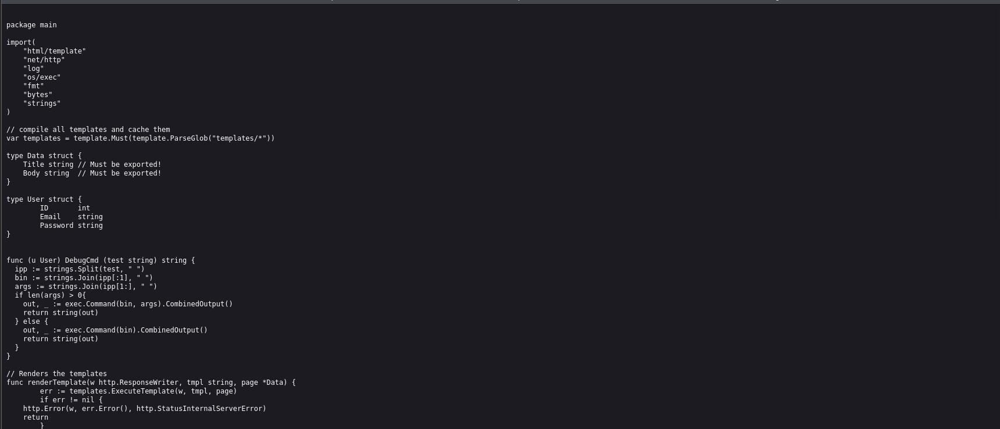 package main

import(
    "html/template"
    "net/http"
    "log"
    "os/exec"
    "fmt"
    "bytes"
    "strings"
)

// compile all templates and cache them
var templates = template.Must(template.ParseGlob("templates/*"))

type Data struct {
    Title string // Must be exported!
    Body string  // Must be exported!
}

type User struct {
        ID       int
        Email    string
        Password string
}


func (u User) DebugCmd (test string) string {
  ipp := strings.Split(test, " ")
  bin := strings.Join(ipp[:1], " ")
  args := strings.Join(ipp[1:], " ")
  if len(args) > 0{
    out, _ := exec.Command(bin, args).CombinedOutput()
    return string(out)
  } else {
    out, _ := exec.Command(bin).CombinedOutput()
    return string(out)
  }
}

// Renders the templates
func renderTemplate(w http.ResponseWriter, tmpl string, page *Data) {
        err := templates.ExecuteTemplate(w, tmpl, page)
        if err != nil {
    http.Error(w, err.Error(), http.StatusInternalServerError)
    return
        }